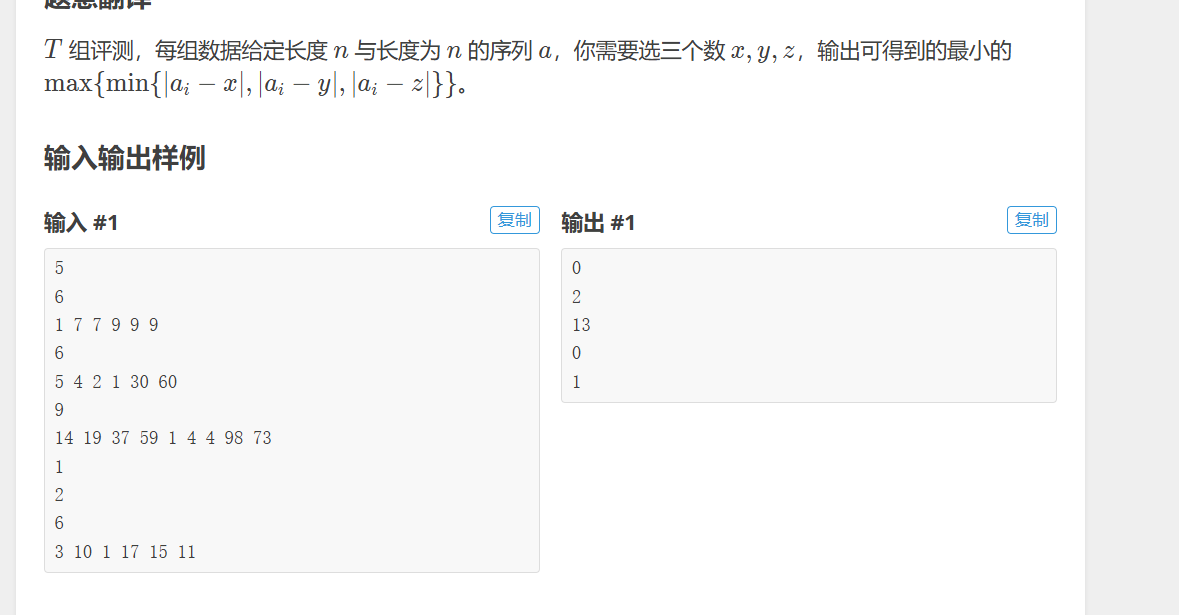 题意翻译
T 组评测，每组数据给定长度 n 与长度为 n 的序列 a，你需要选三个数 x, y, z，输出可得到的最小的
max{min{|a_i − x|, |a_i − y|, |a_i − z|}}。
输入输出样例
输入 #1
复制
5
6
1 7 7 9 9 9
6
5 4 2 1 30 60
9
14 19 37 59 1 4 4 98 73
1
2
6
3 10 1 17 15 11
输出 #1
复制
0
2
13
0
1